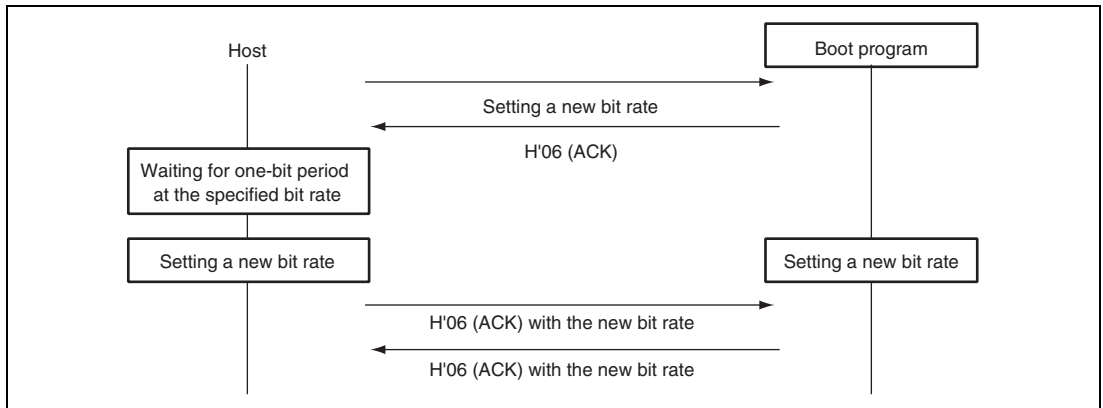 Host
Boot program
Setting a new bit rate
H'06 (ACK)
Waiting for one-bit period
at the specified bit rate
Setting a new bit rate
Setting a new bit rate
H'06 (ACK) with the new bit rate
H'06 (ACK) with the new bit rate